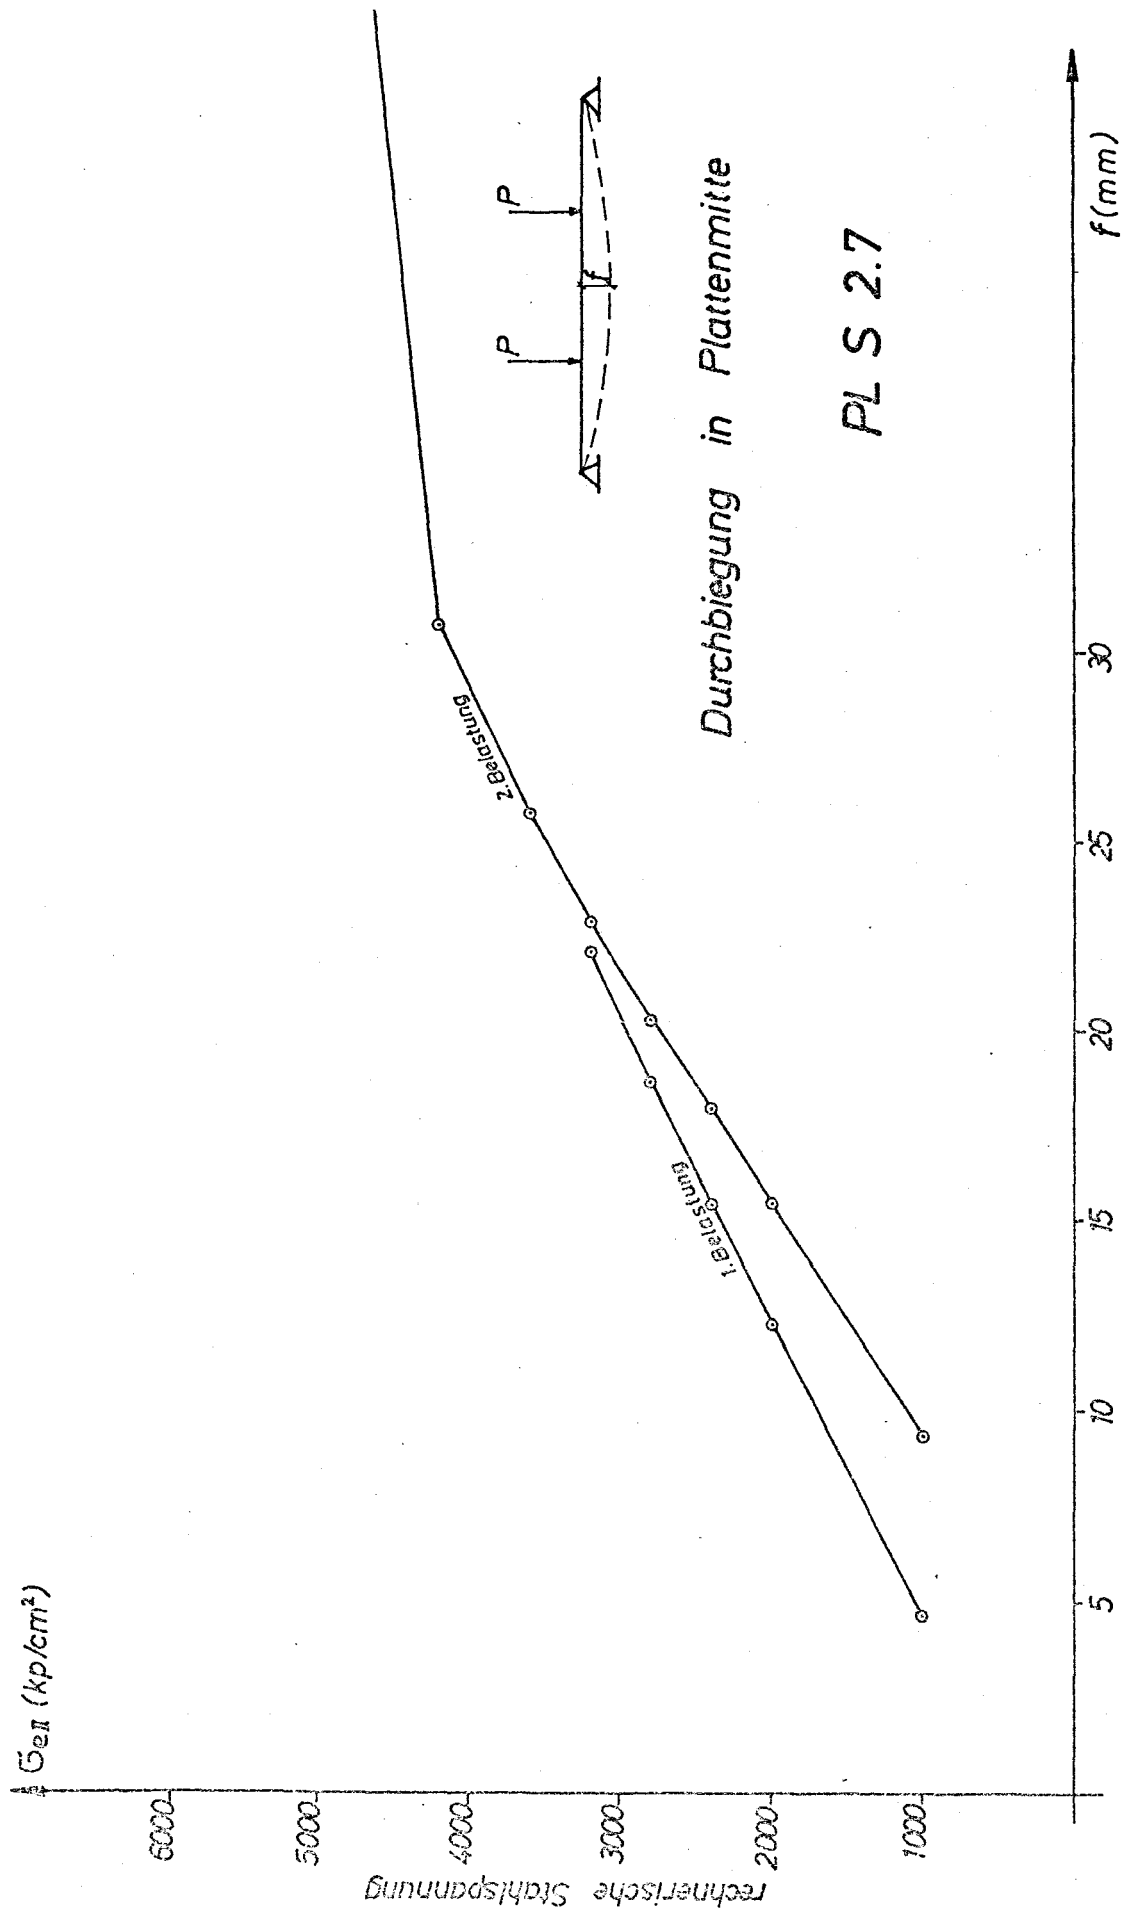 σeII (kp/cm²)
rechnerische Stahlspannung
6000
5000
4000
3000
2000
1000
2. Belastung
1. Belastung
P P
f
Durchbiegung in Plattenmitte
PL S 2.7
5 10 15 20 25 30
f (mm)